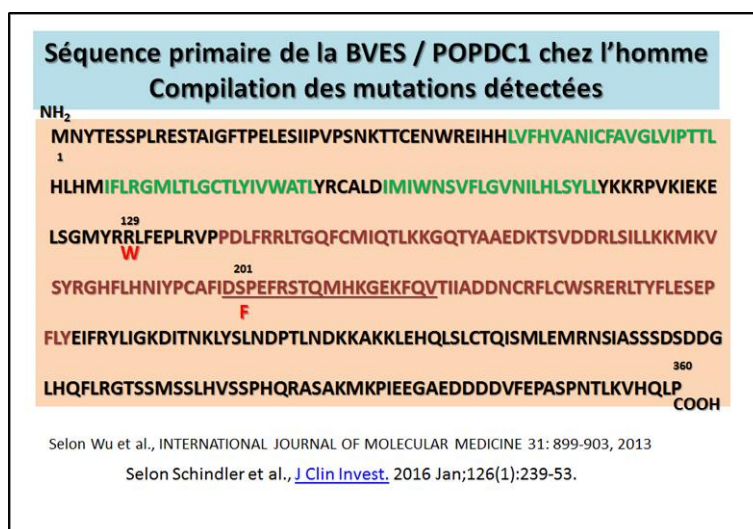 Séquence primaire de la BVES / POPDC1 chez l’homme
Compilation des mutations détectées
NH2
MNYTESSPLRESTAIGFTPELESIIPVPSNKTTCENWREIHHLVFHVANICFAVGLVIPTTL
1
HLHMIFLRGMLTLGCTLYIVWATLYRCALDIMIWNSVFLGVNILHLSYLLYKKRPVKIEKE
129
LSGMYRRLFEPLRVPPDLFRRLTGQFCMIQTLKKGQTYAAEDKTSVDDRLSILLKKMKV
W
SYRGHFLHNIYPCAFIDSPEFRSTQMHKGEKFQVTIIADDNCRFLCWSRERLTYFLESEP
201
F
FLYEIFRYLIGKDITNKLYSLNDPTLNDKKAKKLEHQLSLCTQISMLEMRNSIASSSDSDDG
360
LHQFLRGTSSMSSLHVSSPHQRASAKMKPIEEGAEDDDDVFEPASPNTLKVHQLP
COOH
Selon Wu et al., INTERNATIONAL JOURNAL OF MOLECULAR MEDICINE 31: 899-903, 2013
Selon Schindler et al., J Clin Invest. 2016 Jan;126(1):239-53.